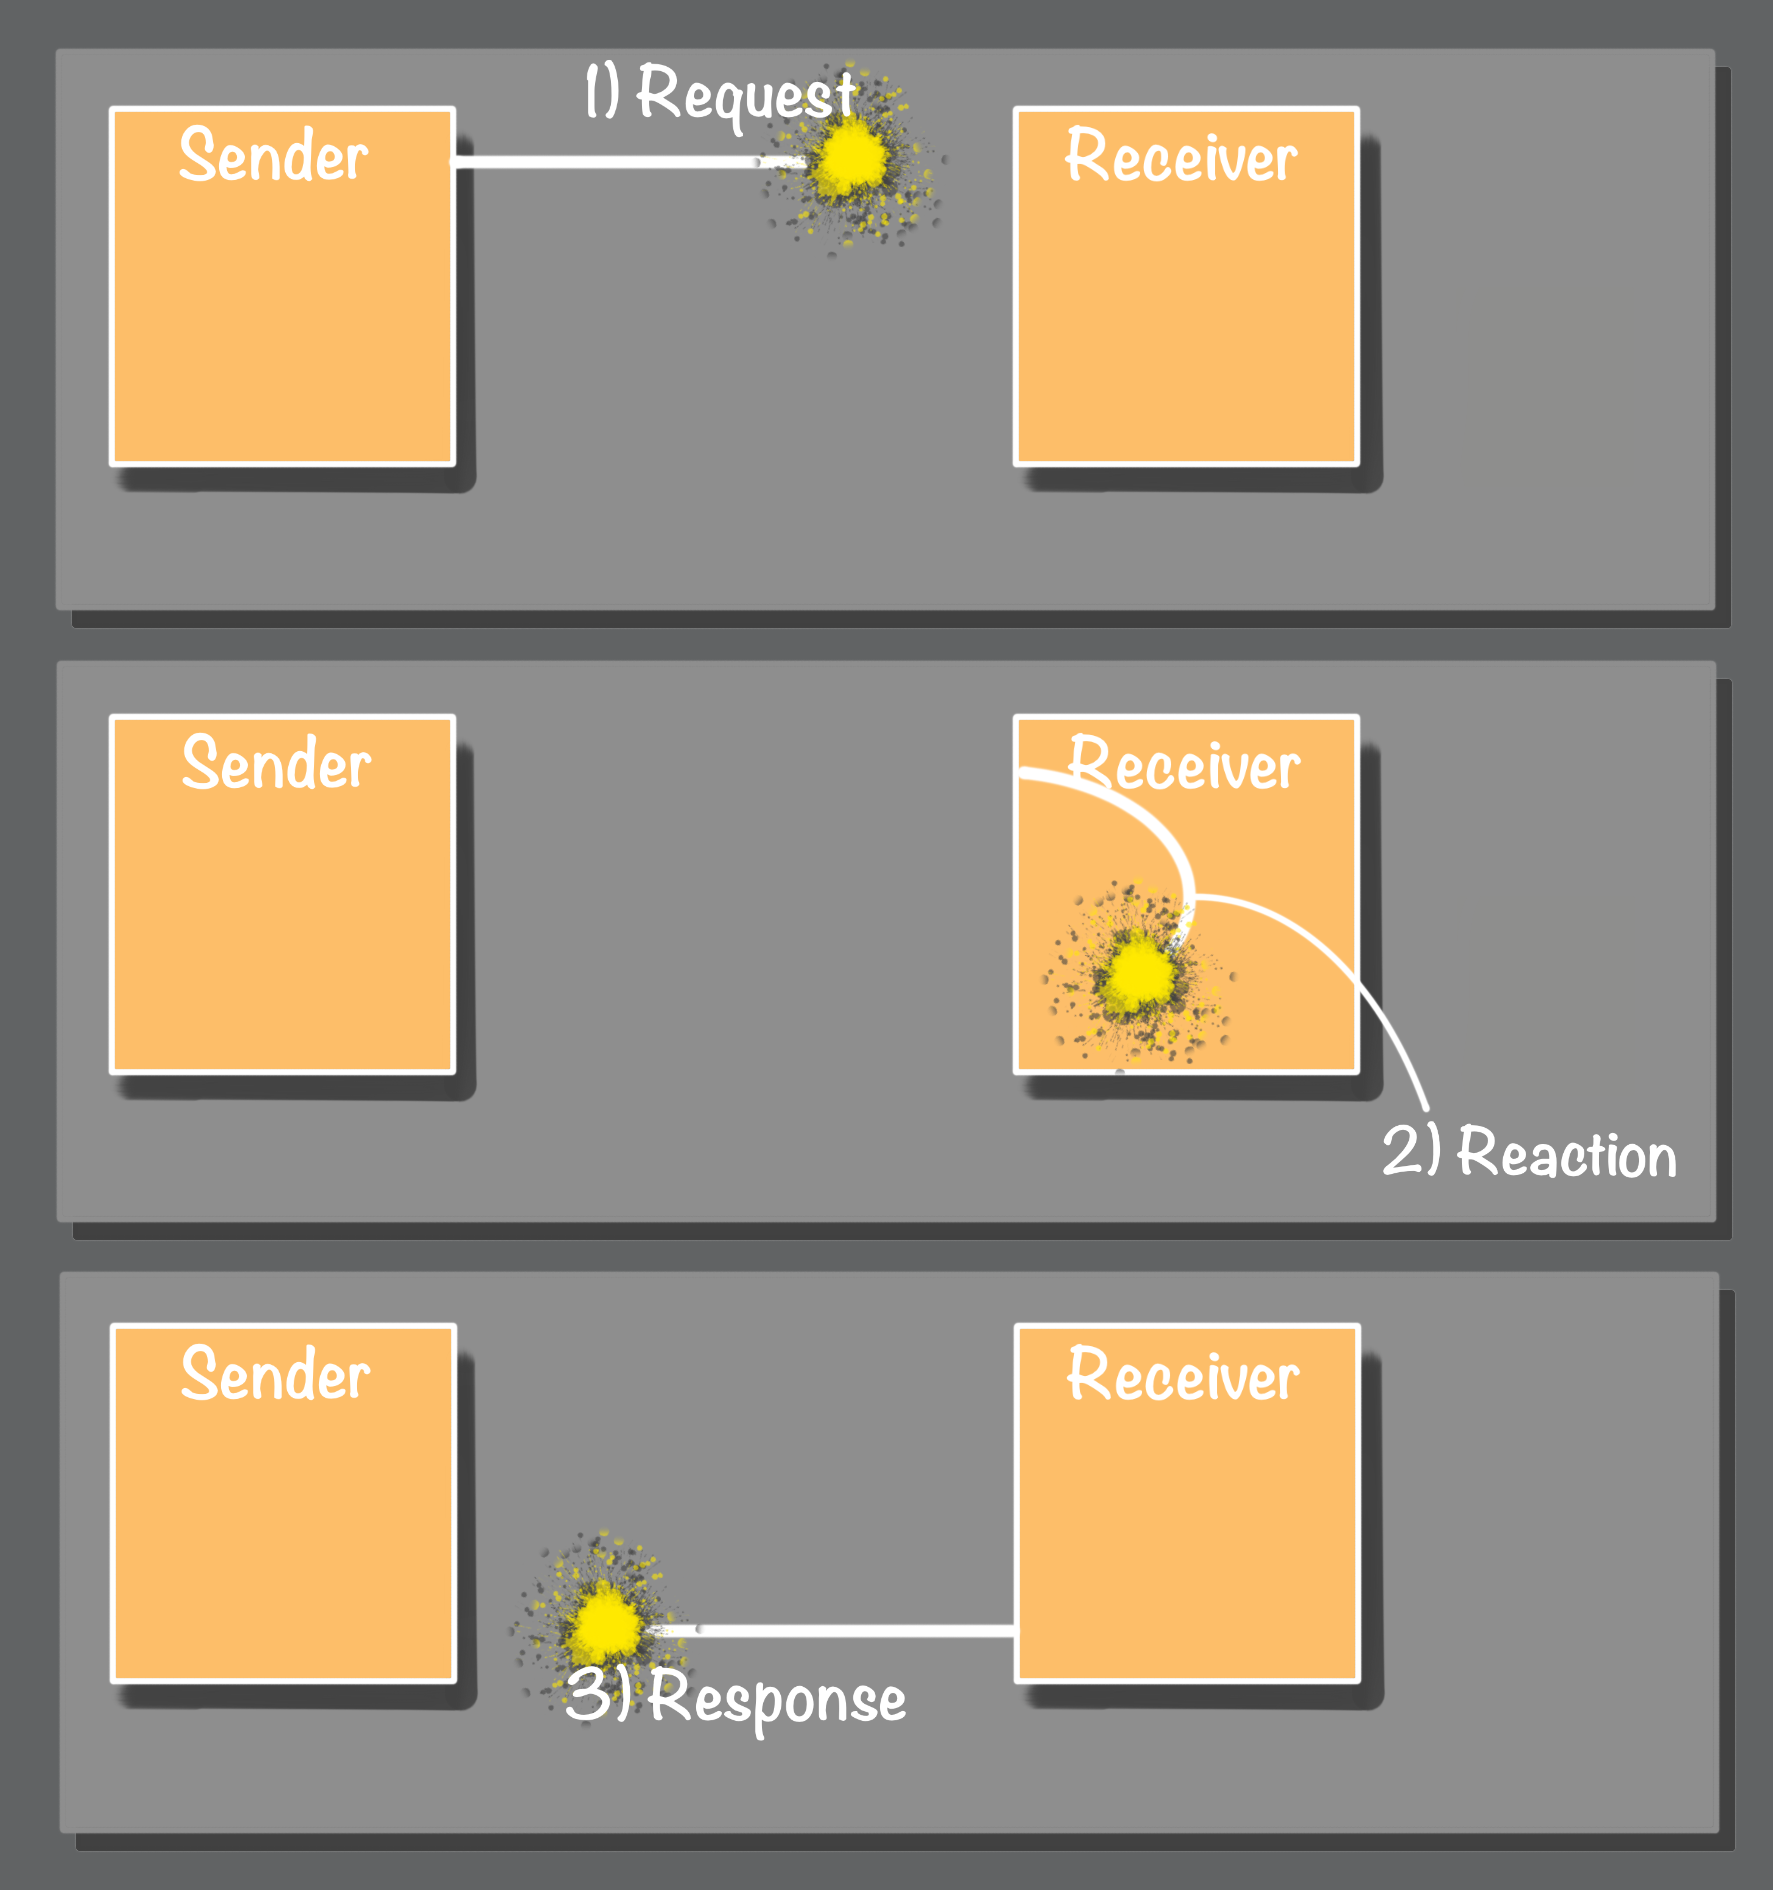 1) Request
Sender
Receiver
Sender
Receiver
2) Reaction
Sender
Receiver
3) Response